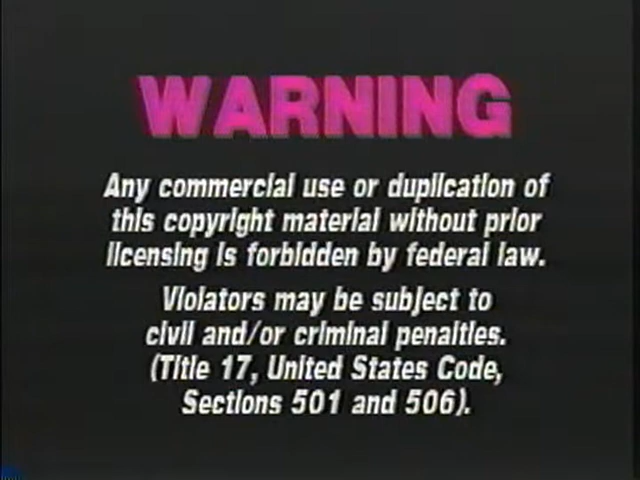 WARNING
Any commercial use or duplication of
this copyright material without prior
licensing is forbidden by federal law.
Violators may be subject to
civil and/or criminal penalties.
(Title 17, United States Code,
Sections 501 and 506).